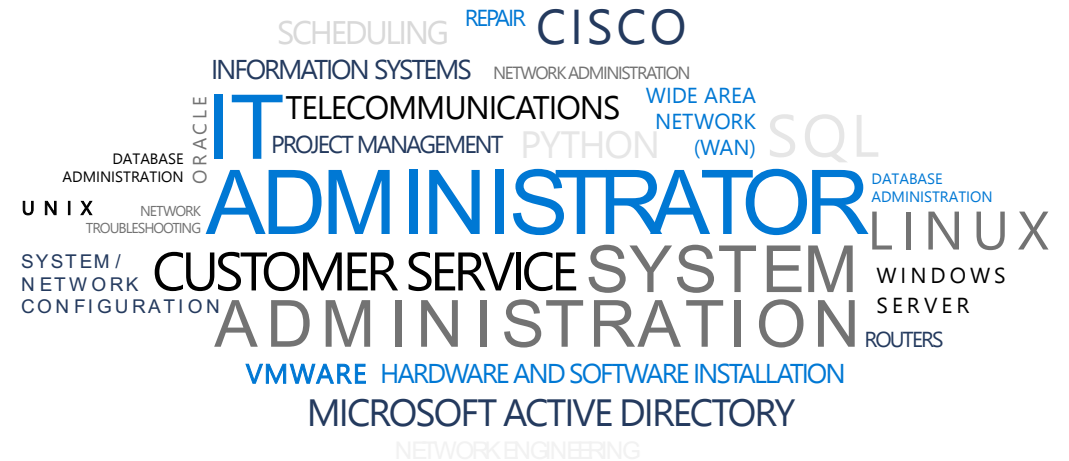 SCHEDULING
REPAIR
CISCO
INFORMATION SYSTEMS
NETWORK ADMINISTRATION
ORACLE
IT
TELECOMMUNICATIONS
WIDE AREA
NETWORK
(WAN)
PROJECT MANAGEMENT
PYTHON
SQL
DATABASE
ADMINISTRATION
UNIX
NETWORK
TROUBLESHOOTING
ADMINISTRATOR
DATABASE
ADMINISTRATION
LINUX
SYSTEM /
NETWORK
CONFIGURATION
CUSTOMER SERVICE
SYSTEM
ADMINISTRATION
WINDOWS
SERVER
ROUTERS
VMWARE
HARDWARE AND SOFTWARE INSTALLATION
MICROSOFT ACTIVE DIRECTORY
NETWORK ENGINEERING